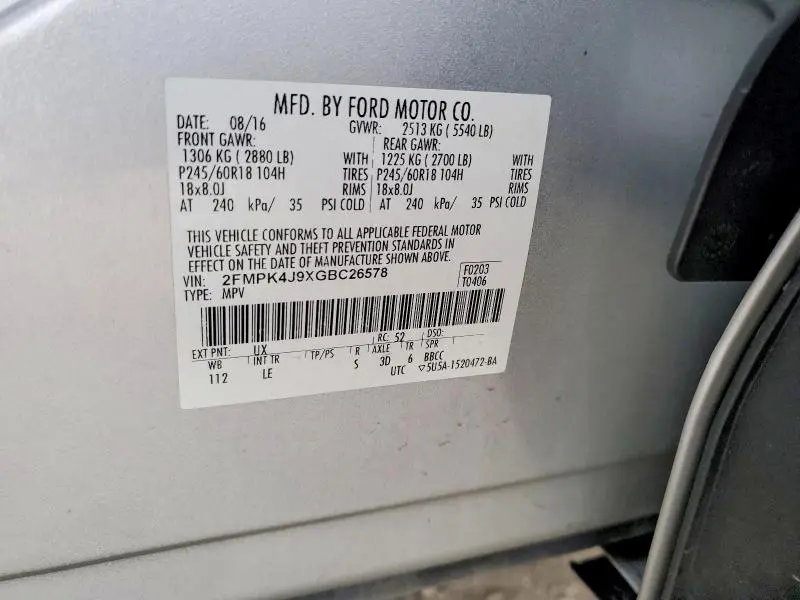 MFD. BY FORD MOTOR CO.
DATE: 08/16 GVWR: 2513 KG ( 5540 LB)
FRONT GAWR: REAR GAWR:
1306 KG ( 2880 LB) WITH 1225 KG ( 2700 LB) WITH
P245/60R18 104H TIRES P245/60R18 104H TIRES
18x8.0J RIMS 18x8.0J RIMS
AT 240 kPa/ 35 PSI COLD AT 240 kPa/ 35 PSI COLD
THIS VEHICLE CONFORMS TO ALL APPLICABLE FEDERAL MOTOR
VEHICLE SAFETY AND THEFT PREVENTION STANDARDS IN
EFFECT ON THE DATE OF MANUFACTURE SHOWN ABOVE.
VIN: 2FMPK4J9XGBC26578 F0203
TYPE: MPV T0406
EXT PNT: UX RC: 52 DSO:
WB INT TR TP/PS R AXLE TR SPR
112 LE S 3D 6 BBCC
UTC ▽5U5A-1520472-BA